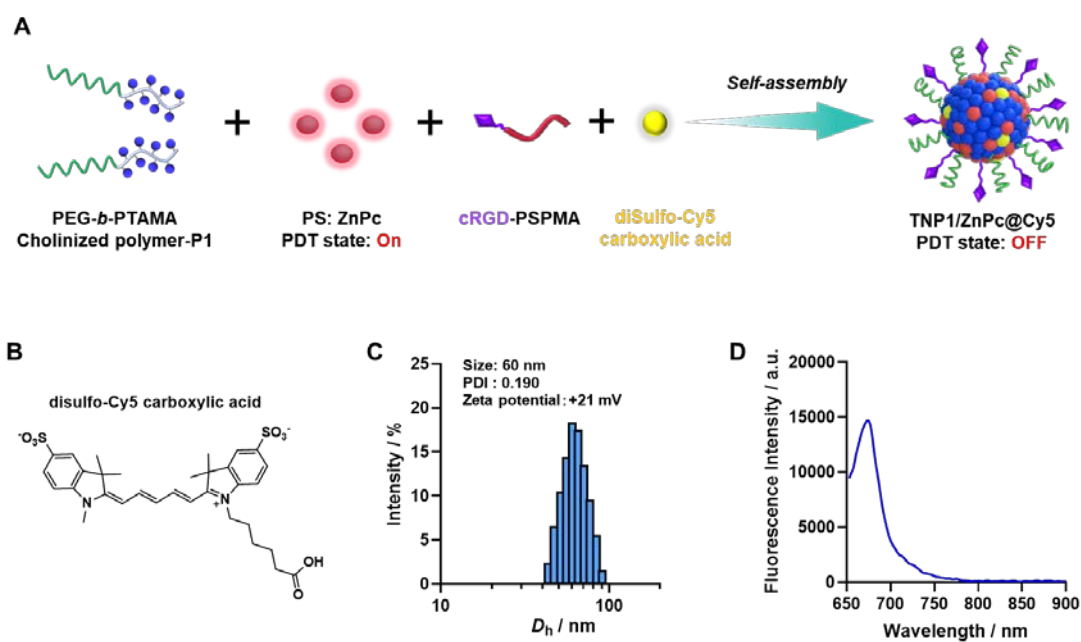 A
Self-assembly
+
+
+
PEG-b-PTAMA
Cholinized polymer-P1
PS: ZnPc
PDT state: On
cRGD-PSPMA
diSulfo-Cy5
carboxylic acid
TNP1/ZnPc@Cy5
PDT state: OFF
B
disulfo-Cy5 carboxylic acid
⁻O₃S
SO₃⁻
N
N
+
OH
O
C
Size: 60 nm
PDI : 0.190
Zeta potential : +21 mV
Intensity / %
25
20
15
10
5
0
10
100
Dₕ / nm
D
Fluorescence Intensity / a.u.
20000
15000
10000
5000
0
650 700 750 800 850 900
Wavelength / nm